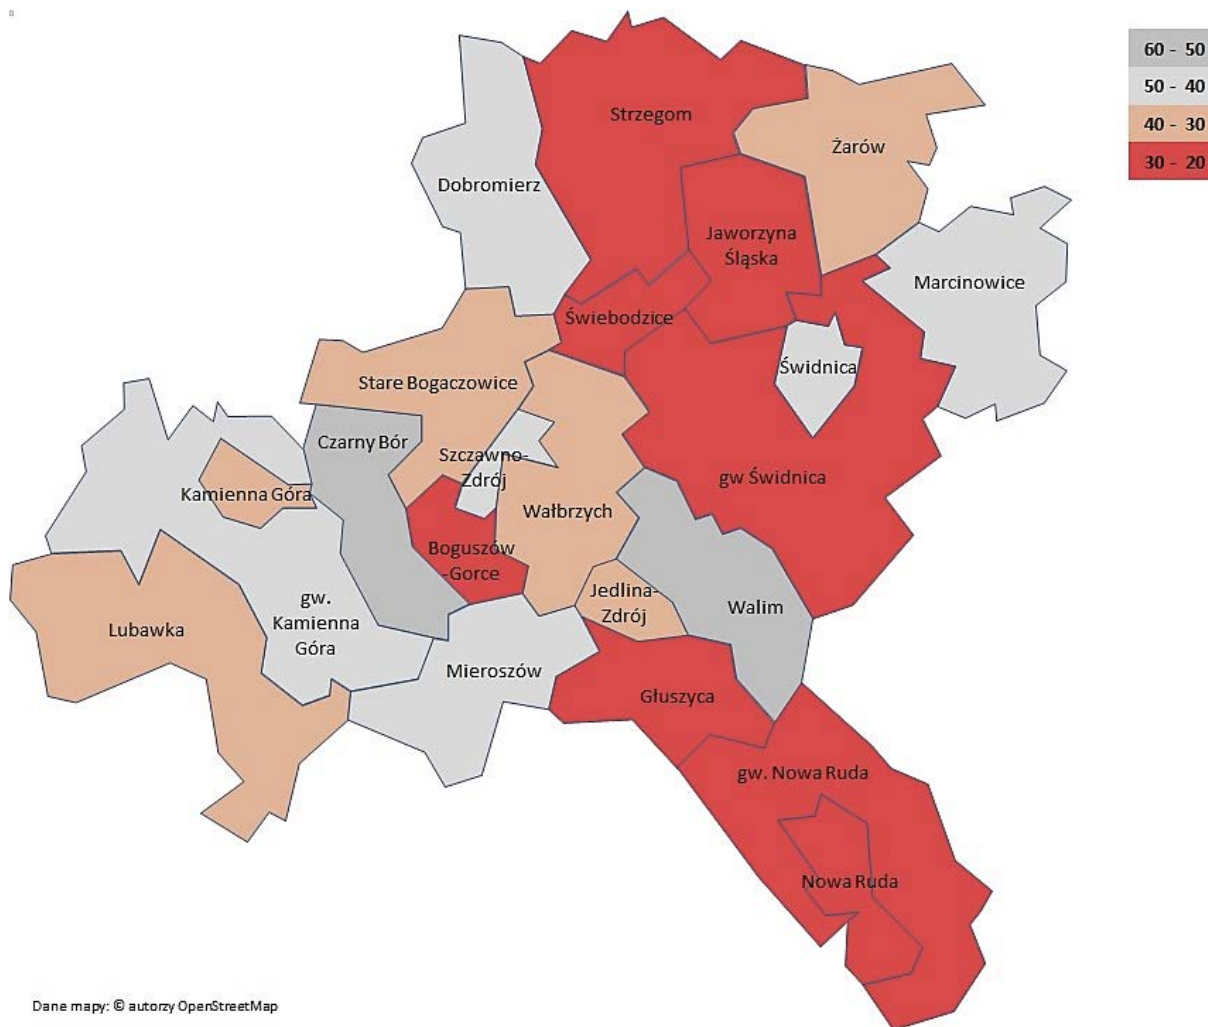 60 - 50
50 - 40
40 - 30
30 - 20
Strzegom
Żarów
Dobromierz
Jaworzyna
Śląska
Marcinowice
Świebodzice
Świdnica
Stare Bogaczowice
Czarny Bór
Szczawno-
Zdrój
gw Świdnica
Kamienna Góra
Wałbrzych
Boguszów
-Gorce
Jedlina-
Zdrój
Walim
gw.
Kamienna
Góra
Lubawka
Mieroszów
Głuszyca
gw. Nowa Ruda
Nowa Ruda
Dane mapy: © autorzy OpenStreetMap